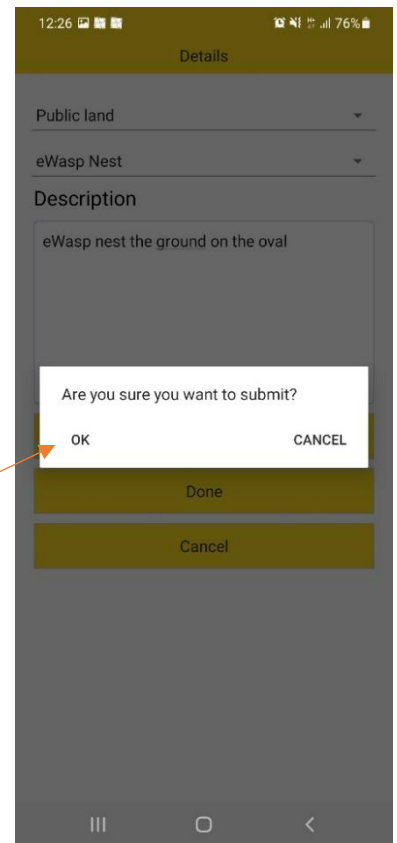 12:26 76%
Details
Public land
eWasp Nest
Description
eWasp nest the ground on the oval
Are you sure you want to submit?
OK CANCEL
Done
Cancel